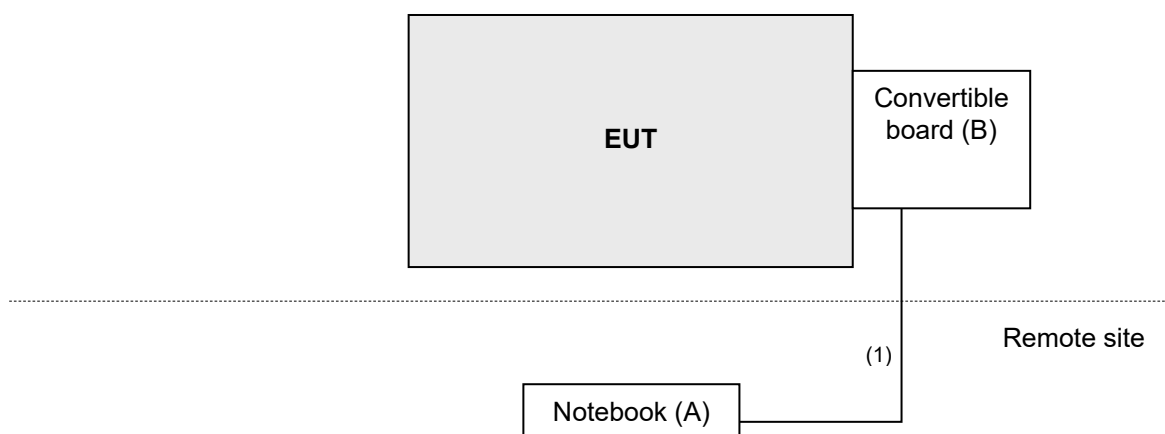 EUT
Convertible
board (B)
Remote site
(1)
Notebook (A)